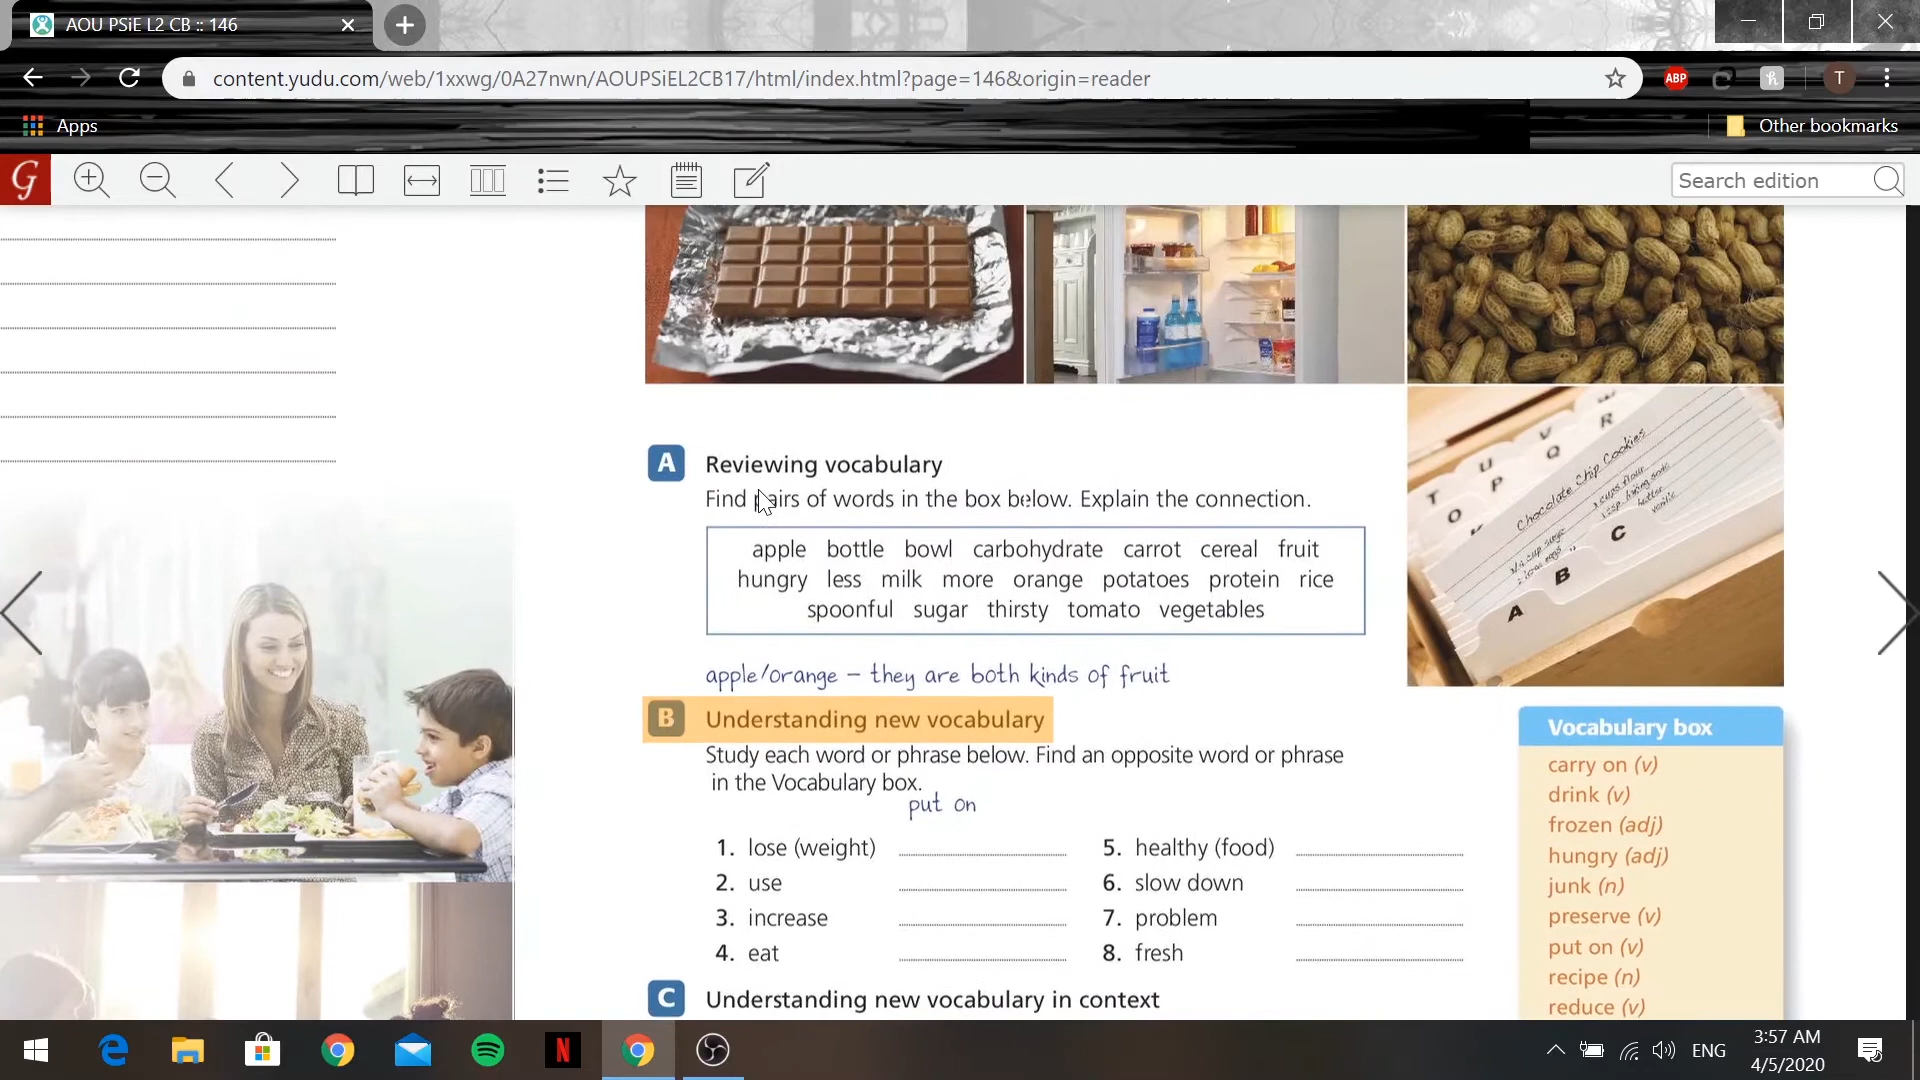 AOU PSiE L2 CB :: 146
content.yudu.com/web/1xxwg/0A27nwn/AOUPSiEL2CB17/html/index.html?page=146&origin=reader
ABP
T
Apps
Other bookmarks
G
Search edition
A Reviewing vocabulary
Find pairs of words in the box below. Explain the connection.
apple bottle bowl carbohydrate carrot cereal fruit
hungry less milk more orange potatoes protein rice
spoonful sugar thirsty tomato vegetables
apple/orange – they are both kinds of fruit
Chocolate Chip Cookies
T U V R
O P Q
A B C
B Understanding new vocabulary
Study each word or phrase below. Find an opposite word or phrase
in the Vocabulary box.
put on
1. lose (weight)
2. use
3. increase
4. eat
5. healthy (food)
6. slow down
7. problem
8. fresh
Vocabulary box
carry on (v)
drink (v)
frozen (adj)
hungry (adj)
junk (n)
preserve (v)
put on (v)
recipe (n)
reduce (v)
C Understanding new vocabulary in context
N
ENG
3:57 AM
4/5/2020